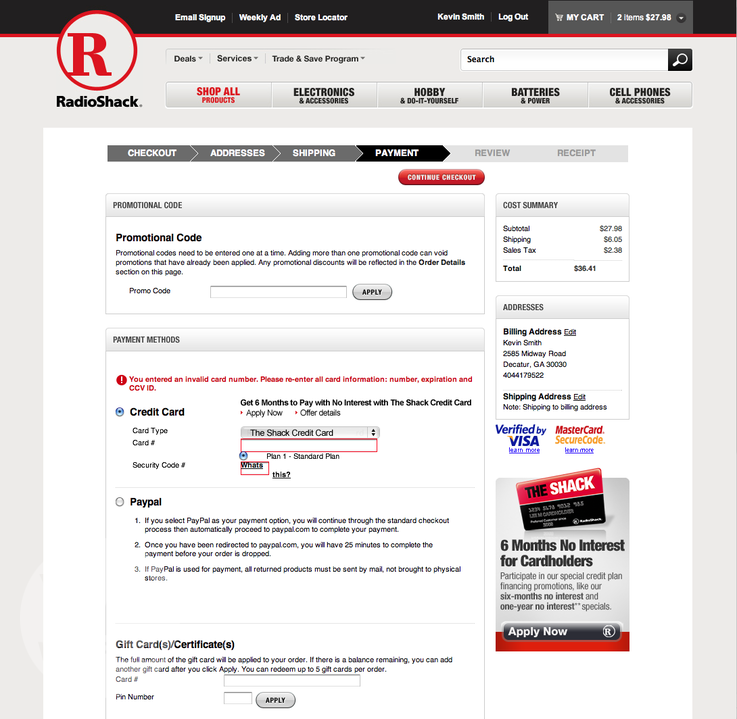 Email Signup Weekly Ad Store Locator Kevin Smith Log Out MY CART 2 items $27.98
R
RadioShack.
Deals Services Trade & Save Program Search
SHOP ALL PRODUCTS
ELECTRONICS & ACCESSORIES
HOBBY & DO-IT-YOURSELF
BATTERIES & POWER
CELL PHONES & ACCESSORIES
CHECKOUT ADDRESSES SHIPPING PAYMENT REVIEW RECEIPT
CONTINUE CHECKOUT
PROMOTIONAL CODE
Promotional Code
Promotional codes need to be entered one at a time. Adding more than one promotional code can void
promotions that have already been applied. Any promotional discounts will be reflected in the Order Details
section on this page.
Promo Code APPLY
PAYMENT METHODS
You entered an invalid card number. Please re-enter all card information: number, expiration and
CCV ID.
Credit Card
Get 6 Months to Pay with No Interest with The Shack Credit Card
Apply Now Offer details
Card Type The Shack Credit Card
Card #
Plan 1 - Standard Plan
Security Code # Whats
this?
Paypal
1. If you select PayPal as your payment option, you will continue through the standard checkout
process then automatically proceed to paypal.com to complete your payment.
2. Once you have been redirected to paypal.com, you will have 25 minutes to complete the
payment before your order is dropped.
3. If PayPal is used for payment, all returned products must be sent by mail, not brought to physical
stores.
Gift Card(s)/Certificate(s)
The full amount of the gift card will be applied to your order. If there is a balance remaining, you can add
another gift card after you click Apply. You can redeem up to 5 gift cards per order.
Card #
Pin Number APPLY
COST SUMMARY
Subtotal $27.98
Shipping $6.05
Sales Tax $2.38
Total $36.41
ADDRESSES
Billing Address Edit
Kevin Smith
2585 Midway Road
Decatur, GA 30030
4044179522
Shipping Address Edit
Note: Shipping to billing address
Verified by VISA
learn more
MasterCard. SecureCode.
learn more
THE SHACK
RadioShack
6 Months No Interest
for Cardholders
Participate in our special credit plan
financing promotions, like our
six-months no interest and
one-year no interest** specials.
Apply Now R